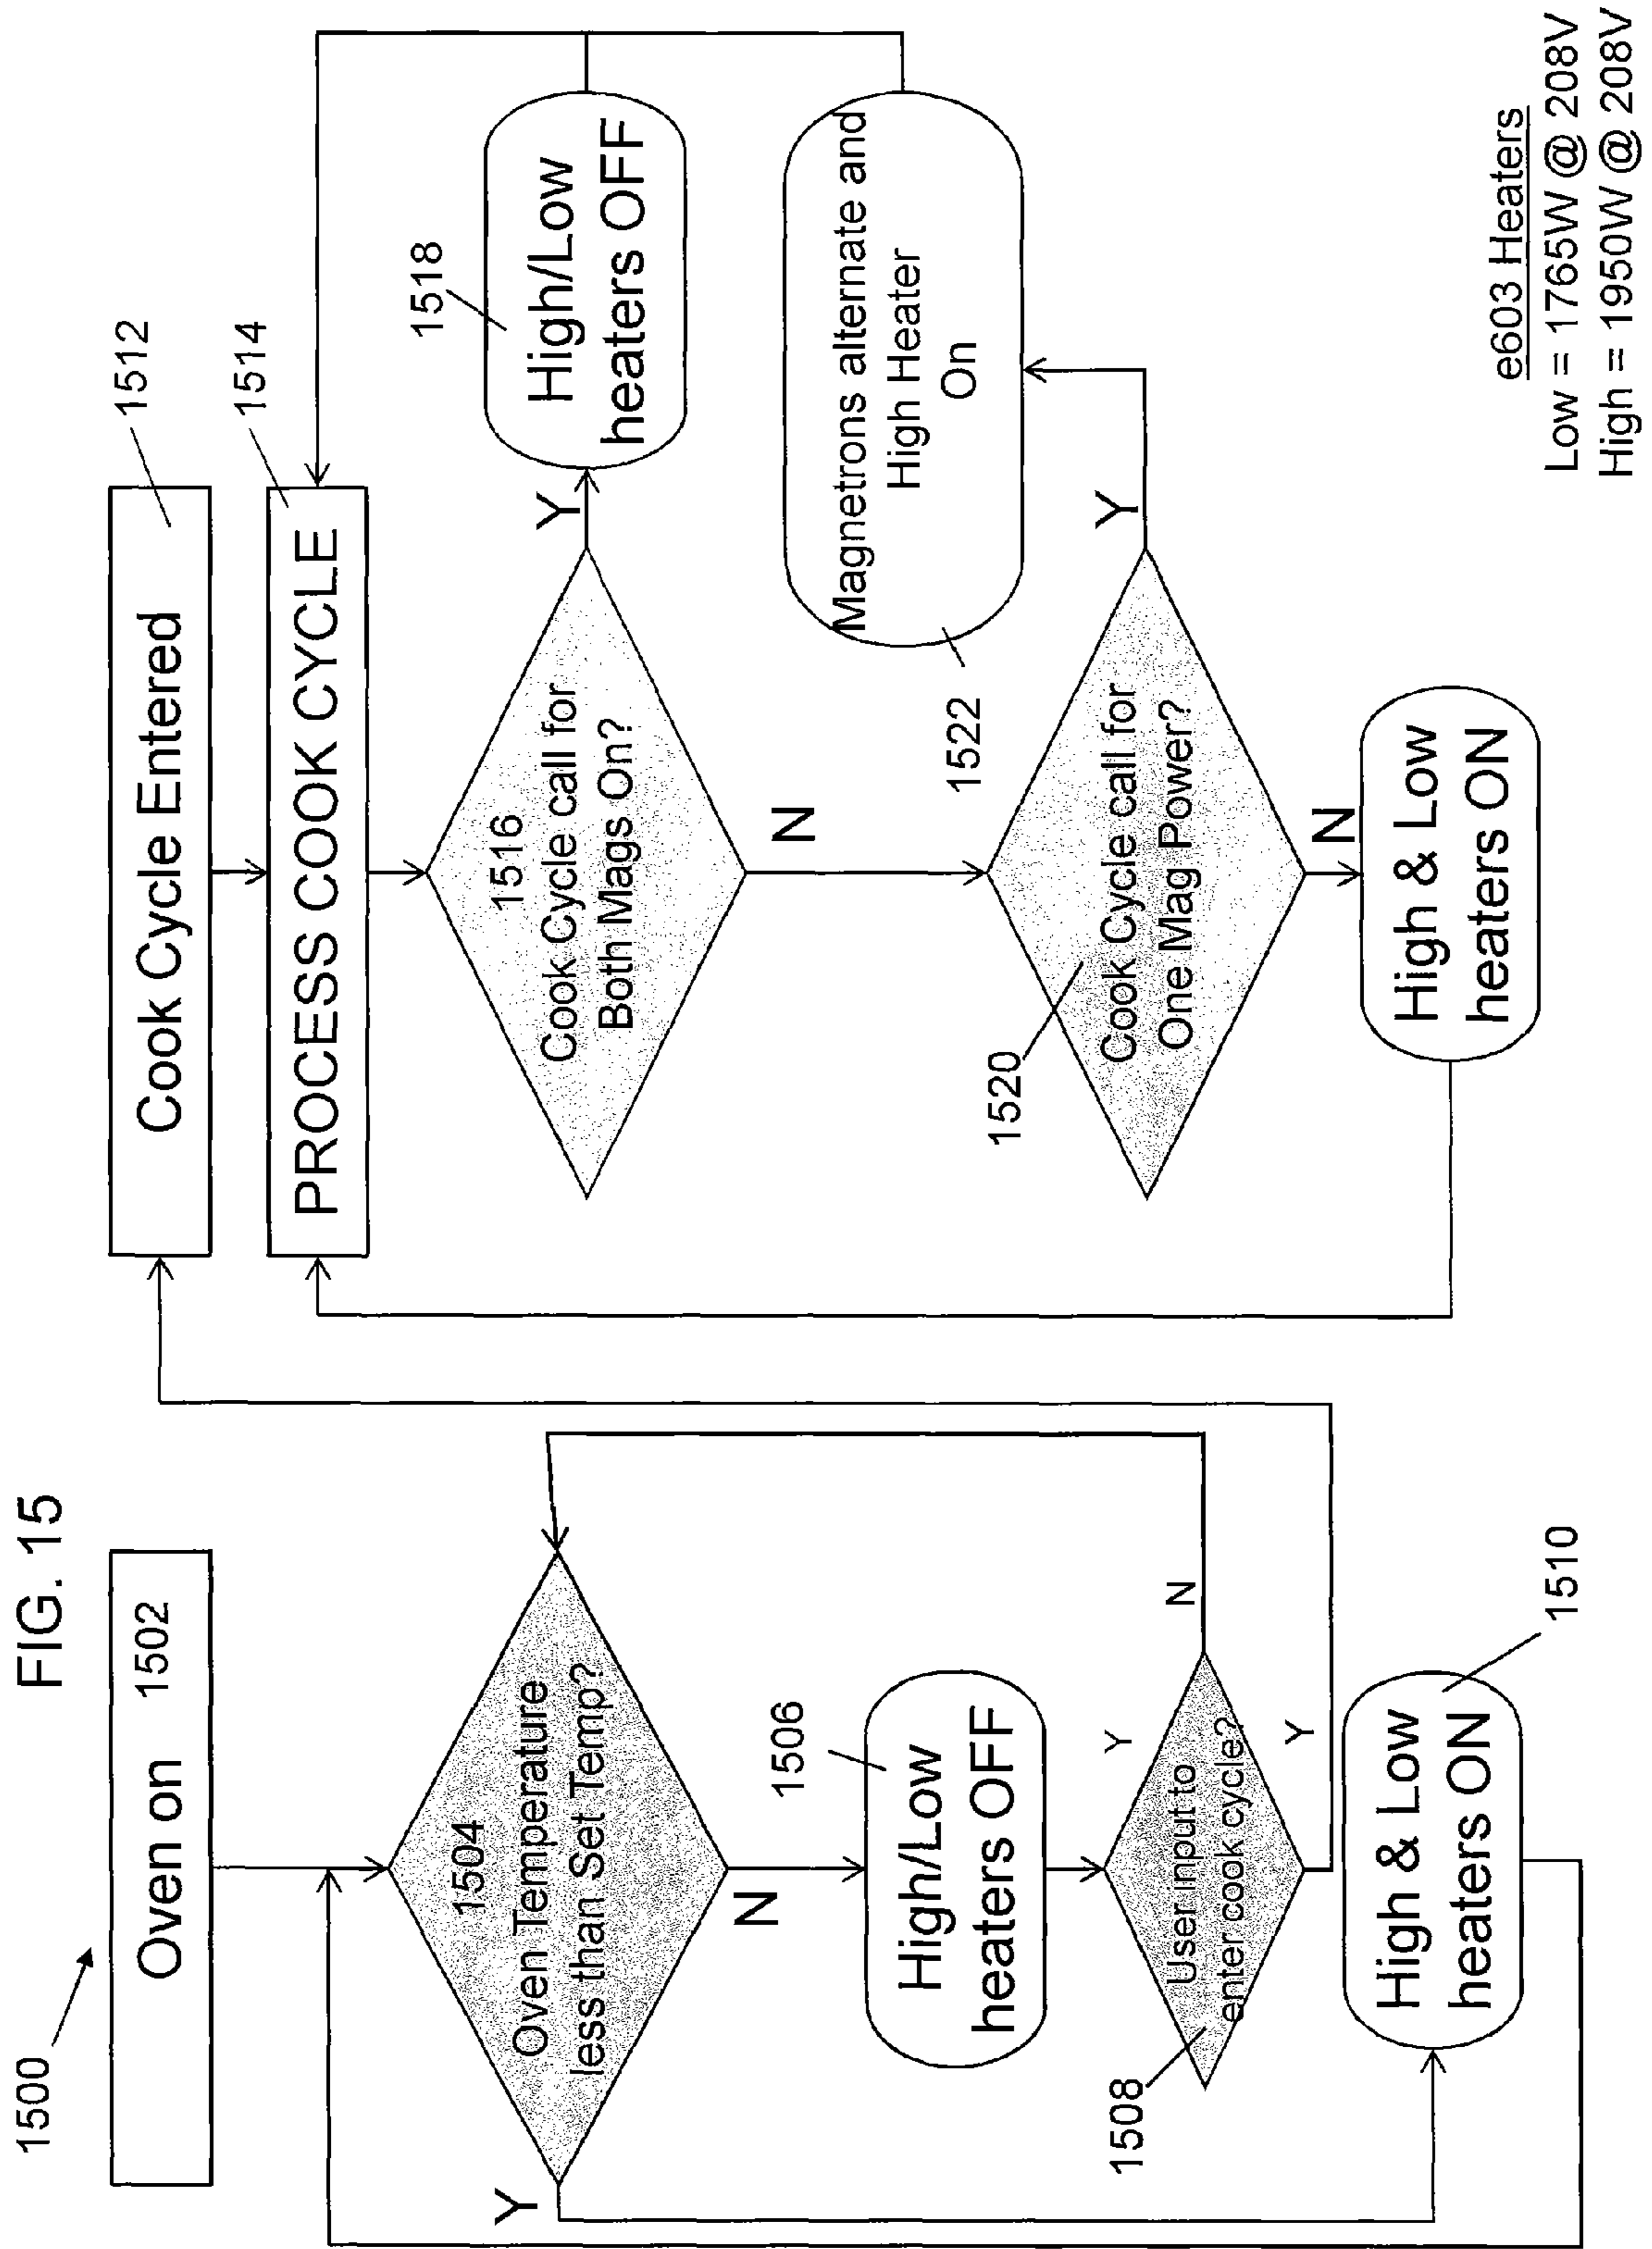 FIG. 15
1500
Oven on
1502
1504
Oven Temperature
less than Set Temp?
Y
N
1506
High/Low
heaters OFF
1508
User input to
enter cook cycle?
Y
N
Y
High & Low
heaters ON
1510
Cook Cycle Entered
1512
PROCESS COOK CYCLE
1514
1516
Cook Cycle call for
Both Mags On?
Y
N
1518
High/Low
heaters OFF
1520
Cook Cycle call for
One Mag Power?
Y
N
1522
Magnetrons alternate and
High Heater
On
High & Low
heaters ON
e603 Heaters
Low = 1765W @ 208V
High = 1950W @ 208V